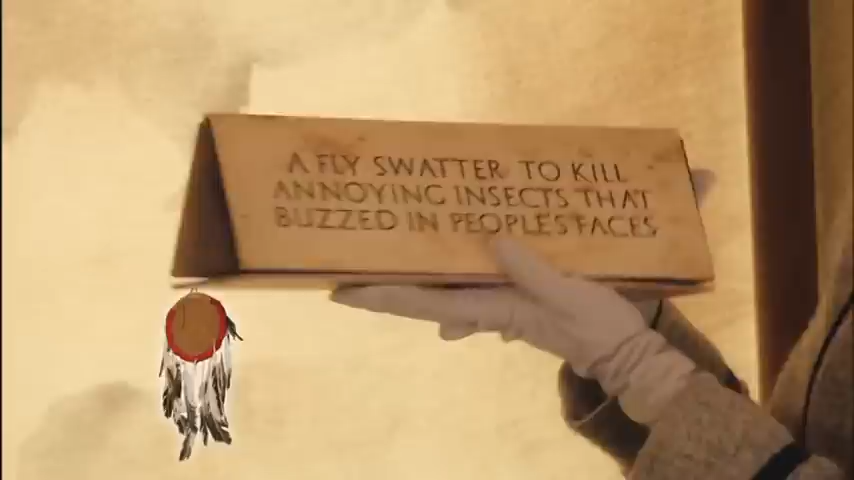 A FLY SWATTER TO KILL
ANNOYING INSECTS THAT
BUZZED IN PEOPLES FACES